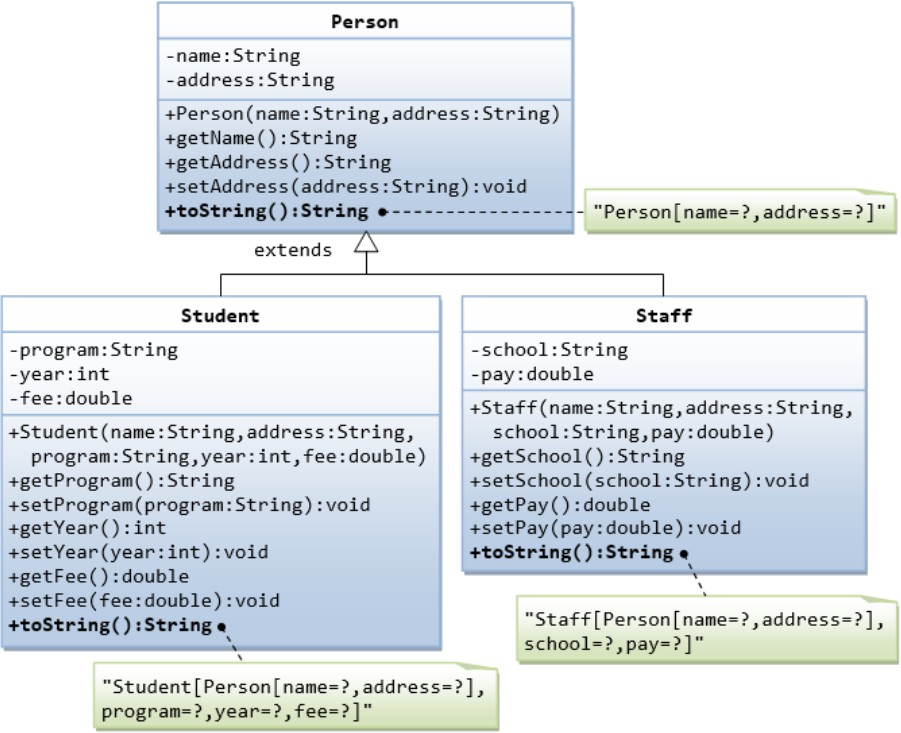 Person
-name:String
-address:String
+Person(name:String,address:String)
+getName():String
+getAddress():String
+setAddress(address:String):void
+toString():String
"Person[name=?,address=?]"
extends
Student
-program:String
-year:int
-fee:double
+Student(name:String,address:String,
program:String,year:int,fee:double)
+getProgram():String
+setProgram(program:String):void
+getYear():int
+setYear(year:int):void
+getFee():double
+setFee(fee:double):void
+toString():String
"Student[Person[name=?,address=?],
program=?,year=?,fee=?]"
Staff
-school:String
-pay:double
+Staff(name:String,address:String,
school:String,pay:double)
+getSchool():String
+setSchool(school:String):void
+getPay():double
+setPay(pay:double):void
+toString():String
"Staff[Person[name=?,address=?],
school=?,pay=?]"